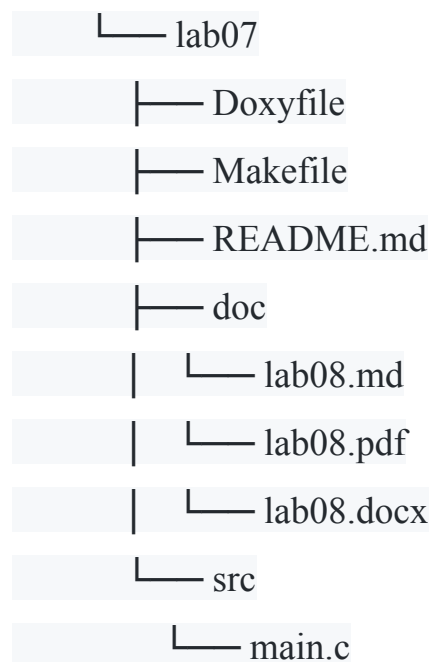 └── lab07
├── Doxyfile
├── Makefile
├── README.md
├── doc
│ └── lab08.md
│ └── lab08.pdf
│ └── lab08.docx
└── src
└── main.c